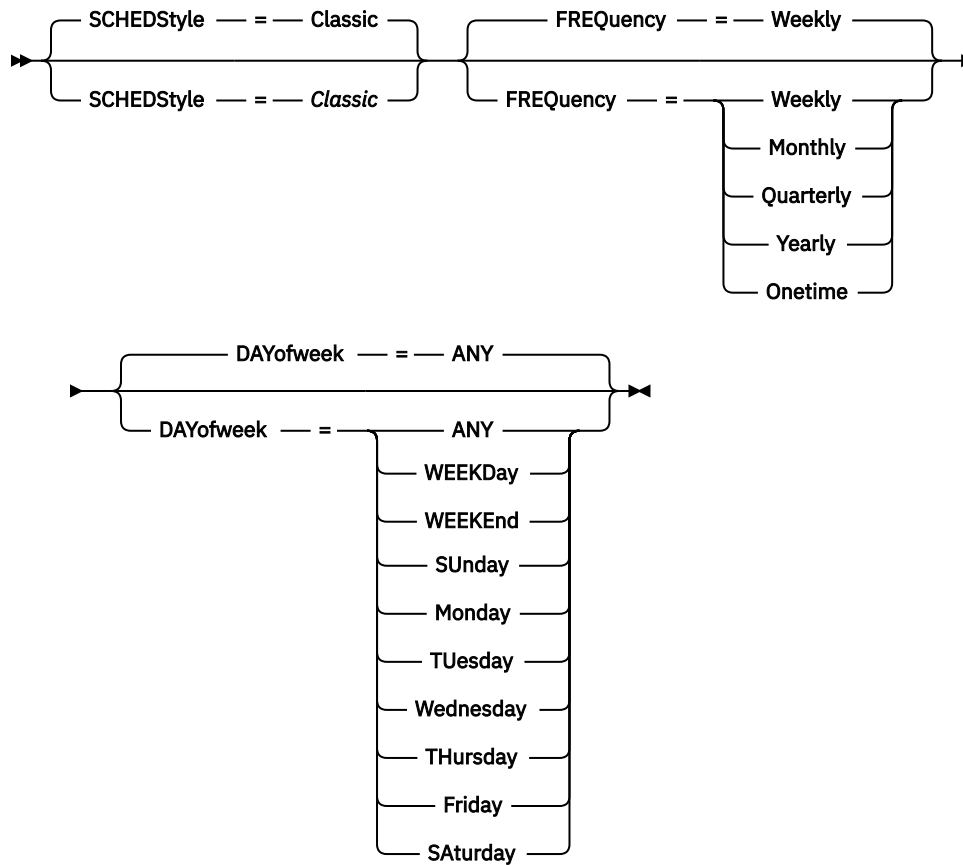 SCHEDStyle = Classic FREQuency = Weekly
SCHEDStyle = Classic FREQuency = Weekly
Monthly
Quarterly
Yearly
Onetime
DAYofweek = ANY
DAYofweek = ANY
WEEKDay
WEEKEnd
SUnday
Monday
TUesday
Wednesday
THursday
Friday
SAturday